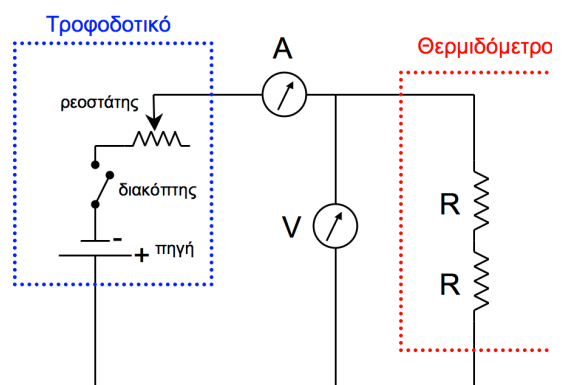 Τροφοδοτικό
A
Θερμιδόμετρο
ρεοστάτης
διακόπτης
V
R
- 
+ πηγή
R